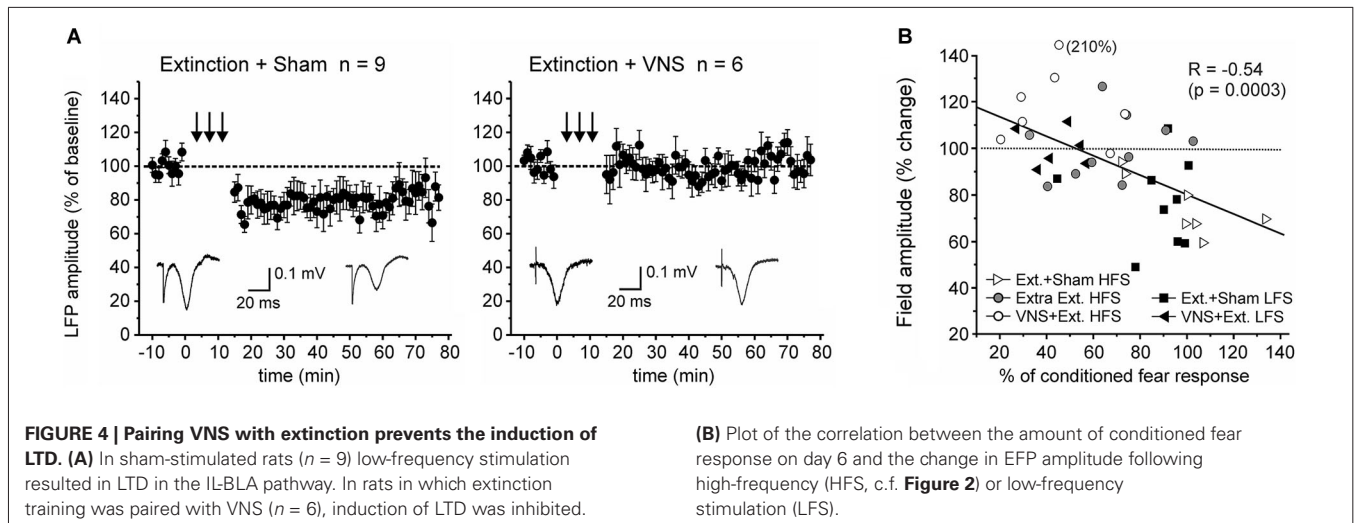 A
Extinction + Sham n = 9
Extinction + VNS n = 6
LFP amplitude (% of baseline)
140
120
100
80
60
40
20
0
0.1 mV
20 ms
-10 0 10 20 30 40 50 60 70 80
time (min)
140
120
100
80
60
40
20
0
0.1 mV
20 ms
-10 0 10 20 30 40 50 60 70 80
time (min)
B
Field amplitude (% change)
140
120
100
80
60
40
20
(210%)
R = -0.54
(p = 0.0003)
Ext.+Sham HFS
Extra Ext. HFS
VNS+Ext. HFS
Ext.+Sham LFS
VNS+Ext. LFS
20 40 60 80 100 120 140
% of conditioned fear response
FIGURE 4 | Pairing VNS with extinction prevents the induction of
LTD. (A) In sham-stimulated rats (n = 9) low-frequency stimulation
resulted in LTD in the IL-BLA pathway. In rats in which extinction
training was paired with VNS (n = 6), induction of LTD was inhibited.
(B) Plot of the correlation between the amount of conditioned fear
response on day 6 and the change in EFP amplitude following
high-frequency (HFS, c.f. Figure 2) or low-frequency
stimulation (LFS).